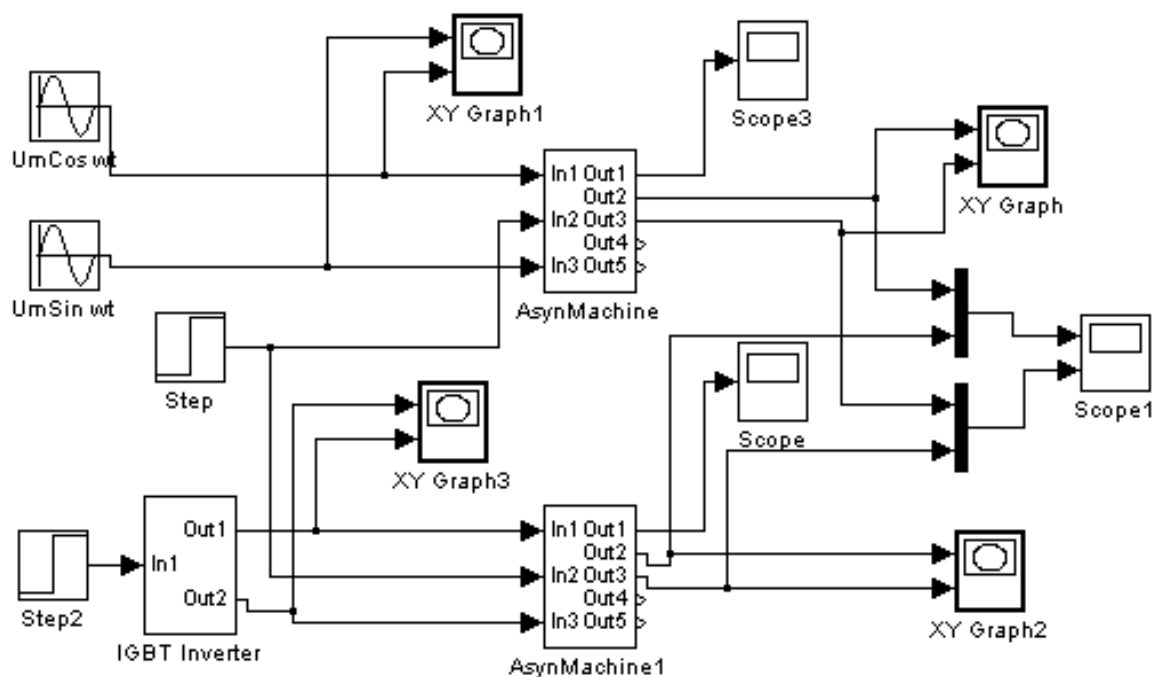 UmCos wt
XY Graph1
Scope3
In1 Out1
Out2
In2 Out3
Out4
In3 Out5
AsynMachine
XY Graph
UmSin wt
Step
XY Graph3
Scope
Scope1
Step2
In1
Out1
Out2
IGBT Inverter
In1 Out1
Out2
In2 Out3
Out4
In3 Out5
AsynMachine1
XY Graph2